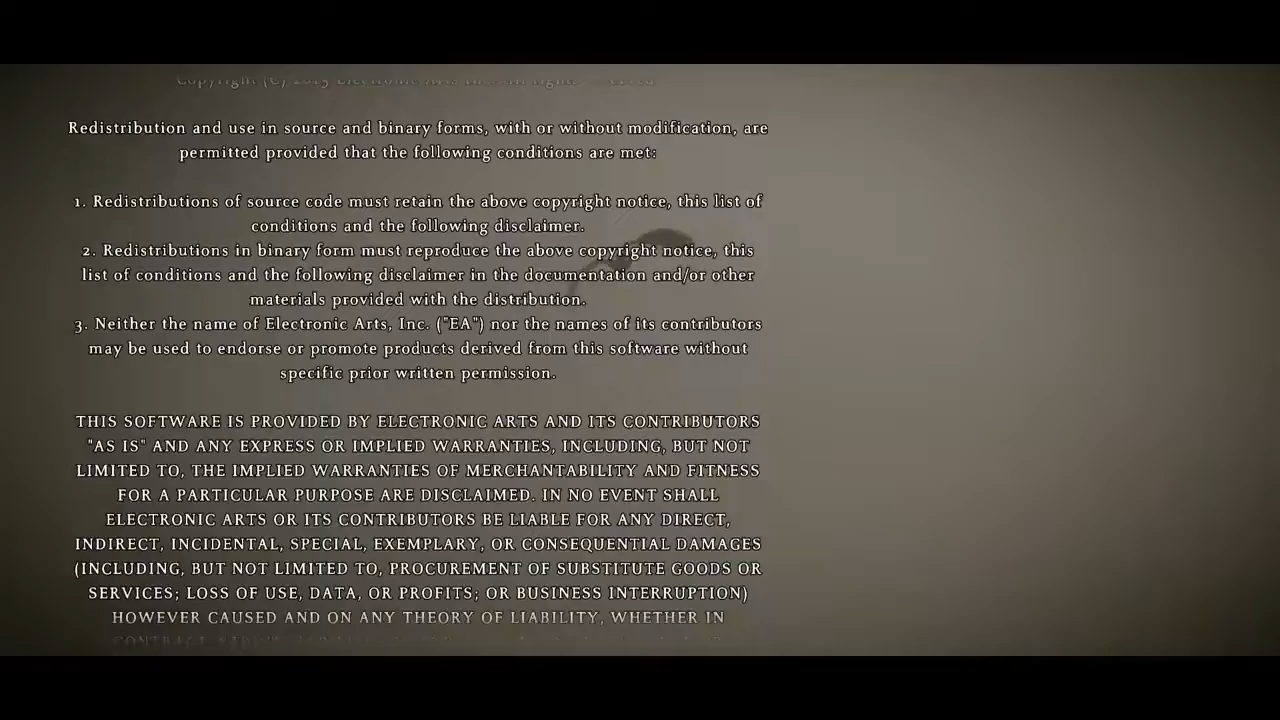 Copyright (C) 2015 Electronic Arts Inc. All rights reserved.
Redistribution and use in source and binary forms, with or without modification, are
permitted provided that the following conditions are met:
1. Redistributions of source code must retain the above copyright notice, this list of
conditions and the following disclaimer.
2. Redistributions in binary form must reproduce the above copyright notice, this
list of conditions and the following disclaimer in the documentation and/or other
materials provided with the distribution.
3. Neither the name of Electronic Arts, Inc. ("EA") nor the names of its contributors
may be used to endorse or promote products derived from this software without
specific prior written permission.
THIS SOFTWARE IS PROVIDED BY ELECTRONIC ARTS AND ITS CONTRIBUTORS
"AS IS" AND ANY EXPRESS OR IMPLIED WARRANTIES, INCLUDING, BUT NOT
LIMITED TO, THE IMPLIED WARRANTIES OF MERCHANTABILITY AND FITNESS
FOR A PARTICULAR PURPOSE ARE DISCLAIMED. IN NO EVENT SHALL
ELECTRONIC ARTS OR ITS CONTRIBUTORS BE LIABLE FOR ANY DIRECT,
INDIRECT, INCIDENTAL, SPECIAL, EXEMPLARY, OR CONSEQUENTIAL DAMAGES
(INCLUDING, BUT NOT LIMITED TO, PROCUREMENT OF SUBSTITUTE GOODS OR
SERVICES; LOSS OF USE, DATA, OR PROFITS; OR BUSINESS INTERRUPTION)
HOWEVER CAUSED AND ON ANY THEORY OF LIABILITY, WHETHER IN